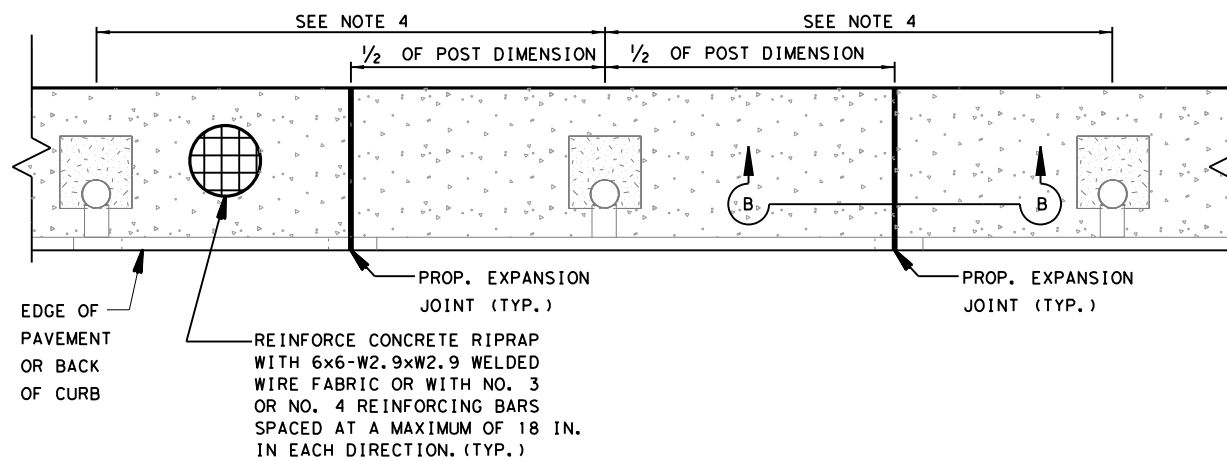 SEE NOTE 4
SEE NOTE 4
1/2 OF POST DIMENSION
1/2 OF POST DIMENSION
B
B
PROP. EXPANSION
JOINT (TYP.)
PROP. EXPANSION
JOINT (TYP.)
EDGE OF
PAVEMENT
OR BACK
OF CURB
REINFORCE CONCRETE RIPRAP
WITH 6x6-W2.9xW2.9 WELDED
WIRE FABRIC OR WITH NO. 3
OR NO. 4 REINFORCING BARS
SPACED AT A MAXIMUM OF 18 IN.
IN EACH DIRECTION. (TYP.)